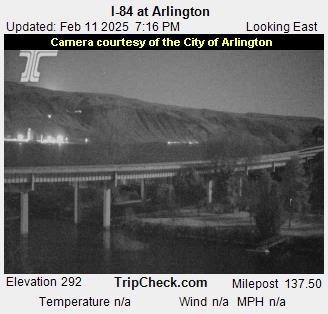 I-84 at Arlington
Updated: Feb 11 2025 7:16 PM Looking East
Camera courtesy of the City of Arlington
Elevation 292 TripCheck.com Milepost 137.50
Temperature n/a Wind n/a MPH n/a